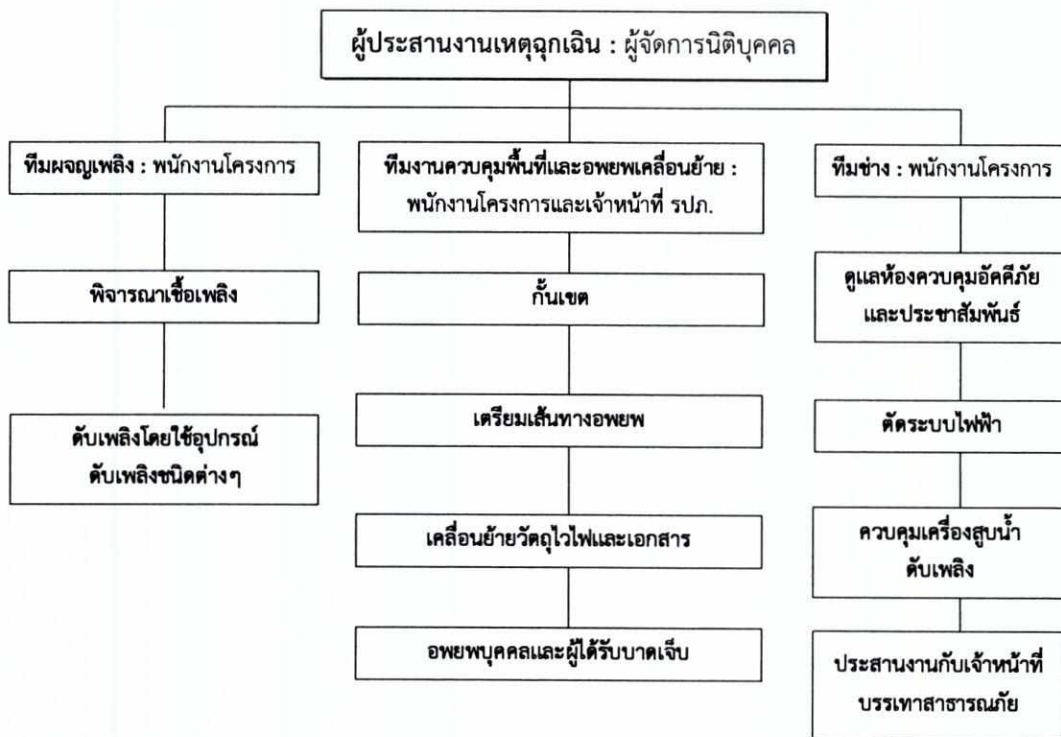 ผู้ประสานงานเหตุฉุกเฉิน : ผู้จัดการนิติบุคคล
ทีมผจญเพลิง : พนักงานโครงการ
พิจารณาเชื้อเพลิง
ดับเพลิงโดยใช้อุปกรณ์
ดับเพลิงชนิดต่างๆ
ทีมงานควบคุมพื้นที่และอพยพเคลื่อนย้าย :
พนักงานโครงการและเจ้าหน้าที่ รปภ.
กั้นเขต
เตรียมเส้นทางอพยพ
เคลื่อนย้ายวัตถุไวไฟและเอกสาร
อพยพบุคคลและผู้ได้รับบาดเจ็บ
ทีมช่าง : พนักงานโครงการ
ดูแลห้องควบคุมอัคคีภัย
และประชาสัมพันธ์
ตัดระบบไฟฟ้า
ควบคุมเครื่องสูบน้ำ
ดับเพลิง
ประสานงานกับเจ้าหน้าที่
บรรเทาสาธารณภัย